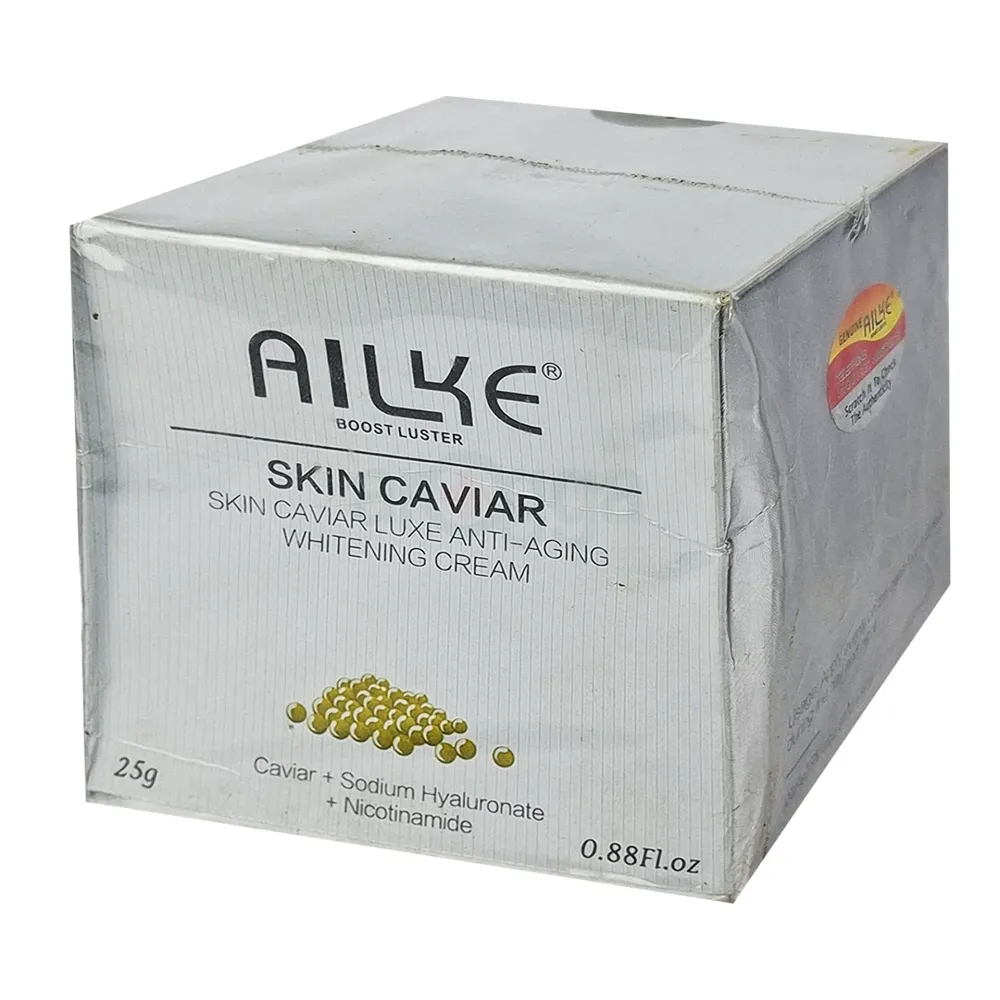 AILKE®
BOOST LUSTER
SKIN CAVIAR
SKIN CAVIAR LUXE ANTI-AGING
WHITENING CREAM
25g
Caviar + Sodium Hyaluronate
+ Nicotinamide
0.88Fl.oz
GENUINE AILKE®
Scratch It To Check
The Authenticity